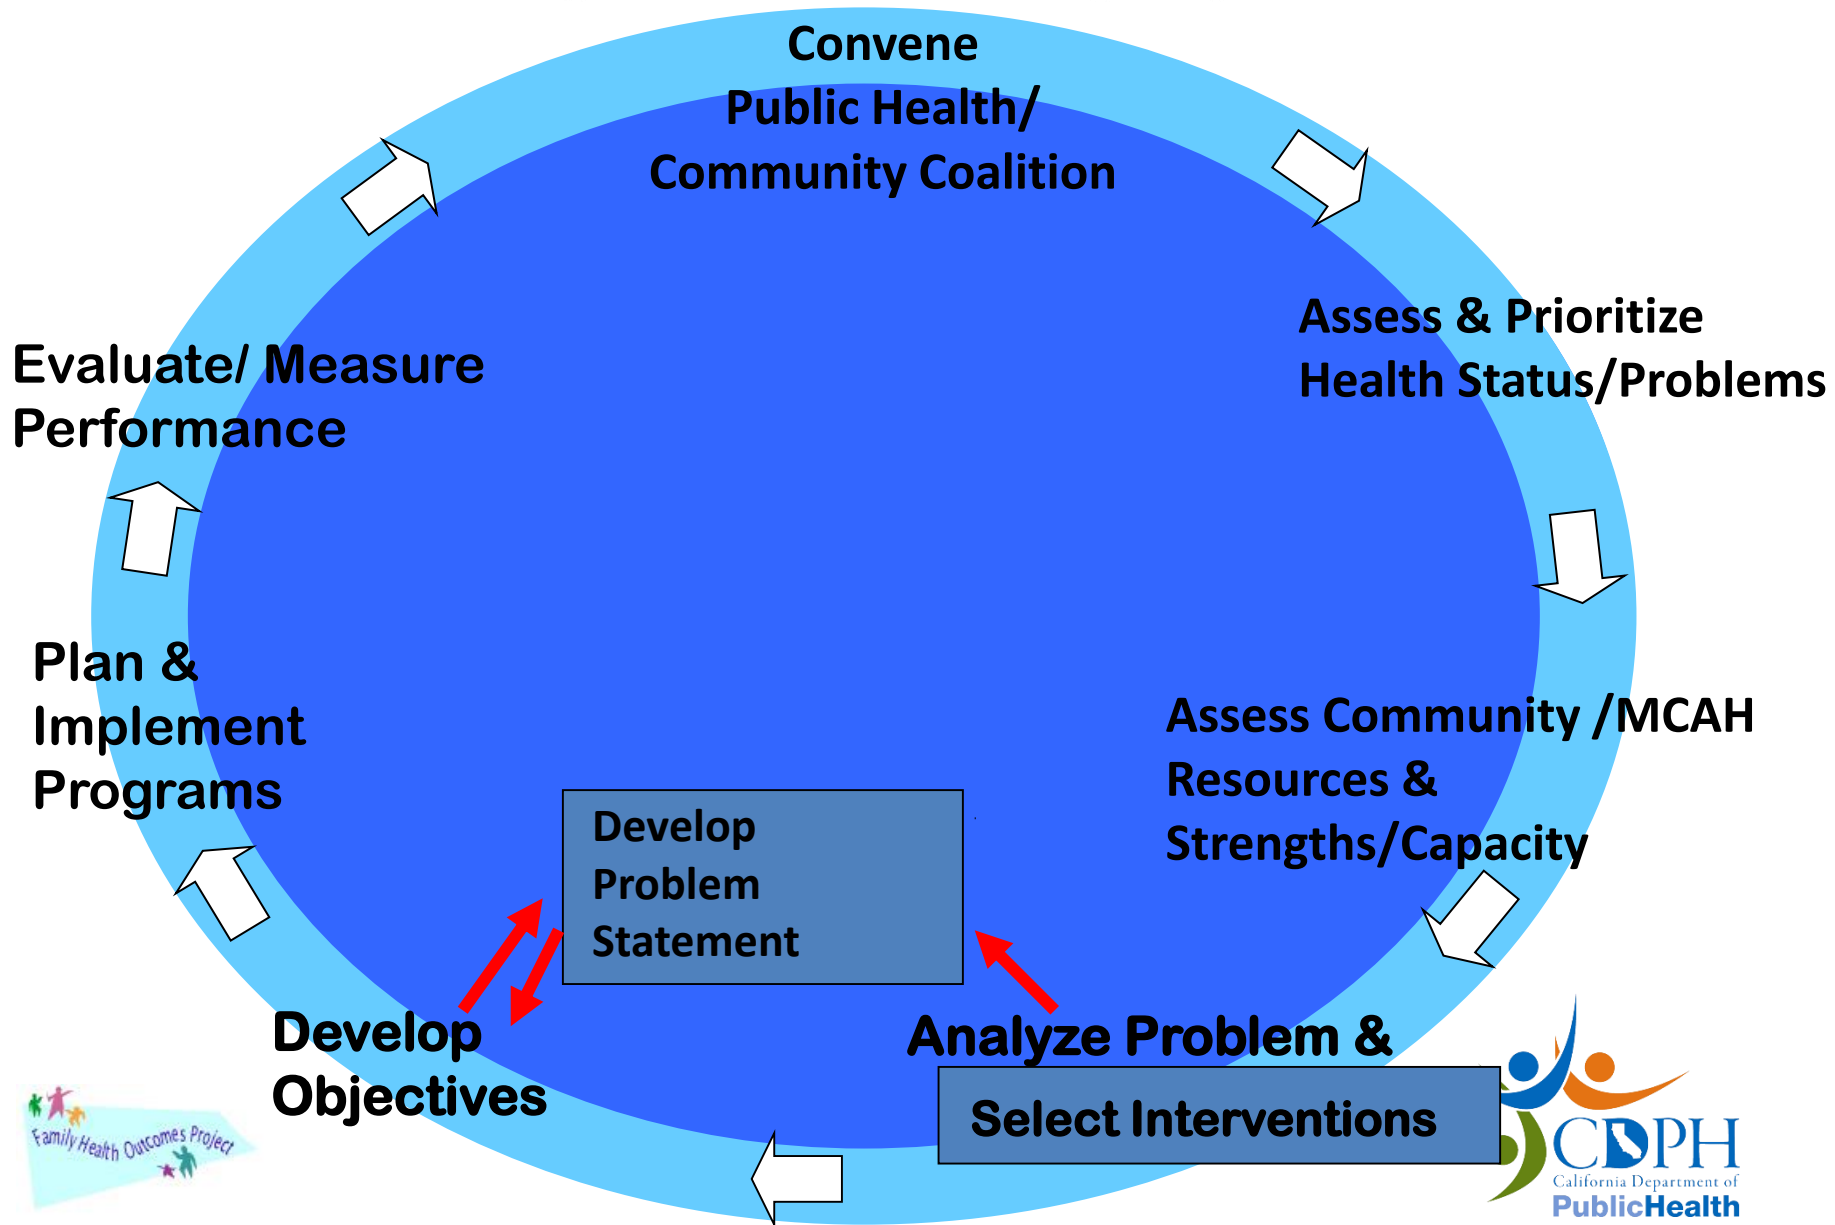 Convene
Public Health/
Community Coalition
Assess & Prioritize
Health Status/Problems
Evaluate/ Measure
Performance
Plan &
Implement
Programs
Assess Community /MCAH
Resources &
Strengths/Capacity
Develop
Problem
Statement
Develop
Objectives
Analyze Problem &
Select Interventions
Family Health Outcomes Project
CDPH
California Department of
PublicHealth